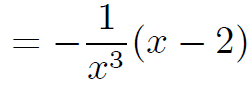 = -\frac{1}{x^3}(x - 2)